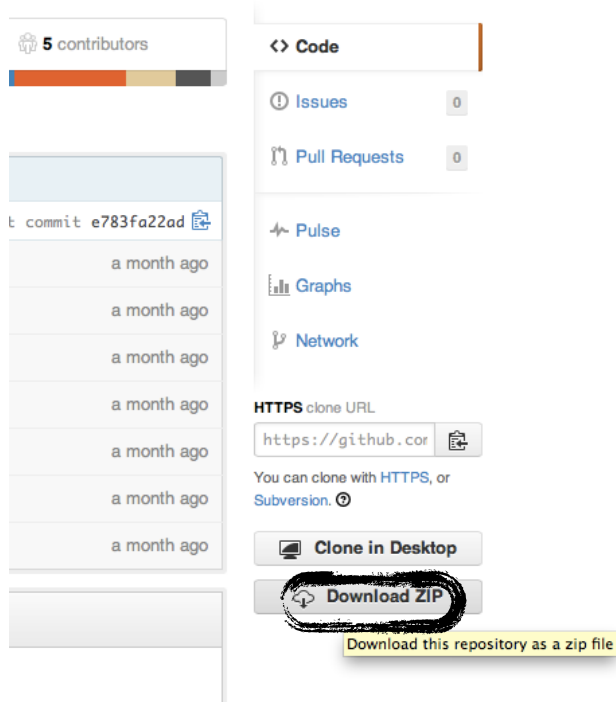 5 contributors
t commit e783fa22ad
a month ago
a month ago
a month ago
a month ago
a month ago
a month ago
a month ago
<> Code
Issues 0
Pull Requests 0
Pulse
Graphs
Network
HTTPS clone URL
https://github.com
You can clone with HTTPS, or
Subversion.
Clone in Desktop
Download ZIP
Download this repository as a zip file